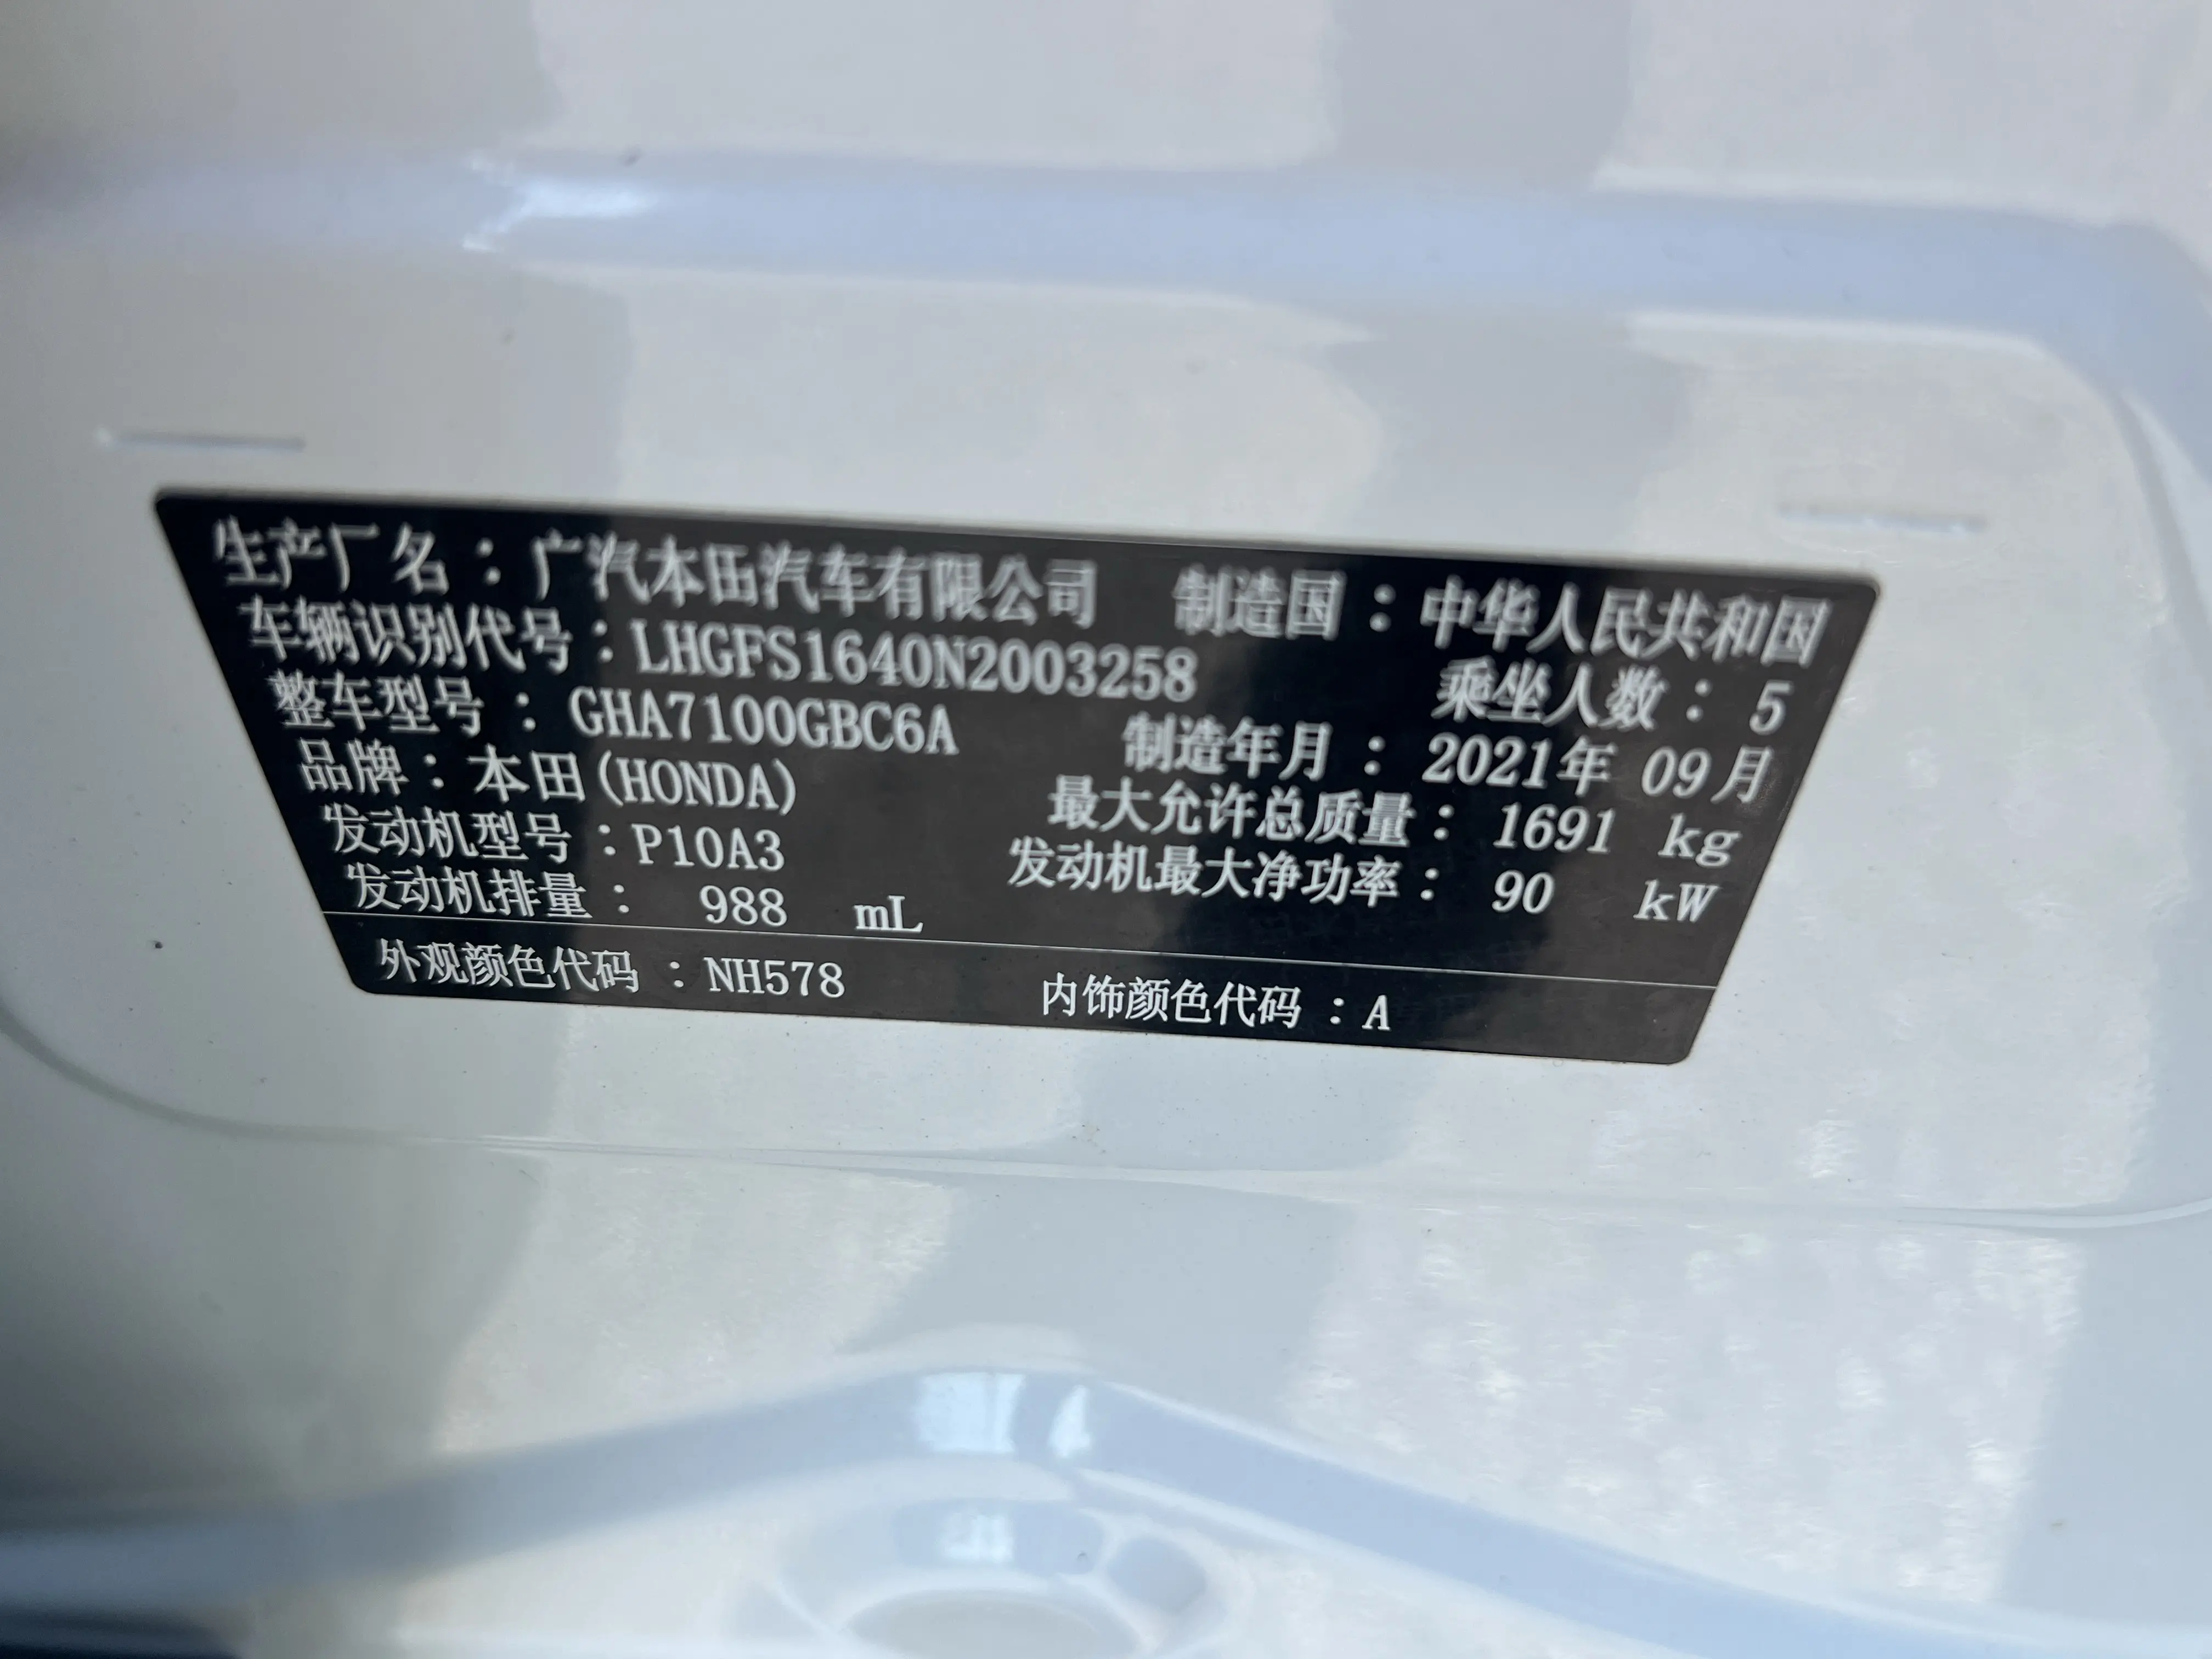 生产厂名：广汽本田汽车有限公司 制造国：中华人民共和国
车辆识别代号：LHGFS1640N2003258 乘坐人数：5
整车型号：GHA7100GBC6A 制造年月：2021年 09月
品牌：本田(HONDA) 最大允许总质量：1691 kg
发动机型号：P10A3 发动机最大净功率：90 kW
发动机排量：988 mL
外观颜色代码：NH578 内饰颜色代码：A